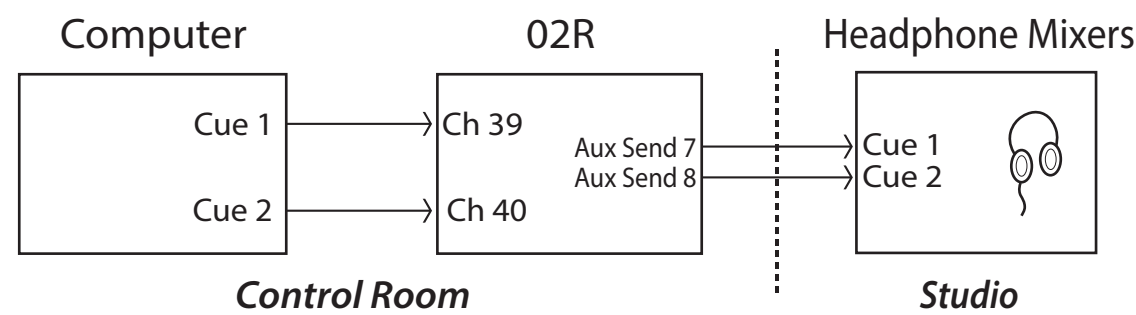 Computer
02R
Headphone Mixers
Cue 1
Ch 39
Aux Send 7
Cue 1
Aux Send 8
Cue 2
Cue 2
Ch 40
Control Room
Studio